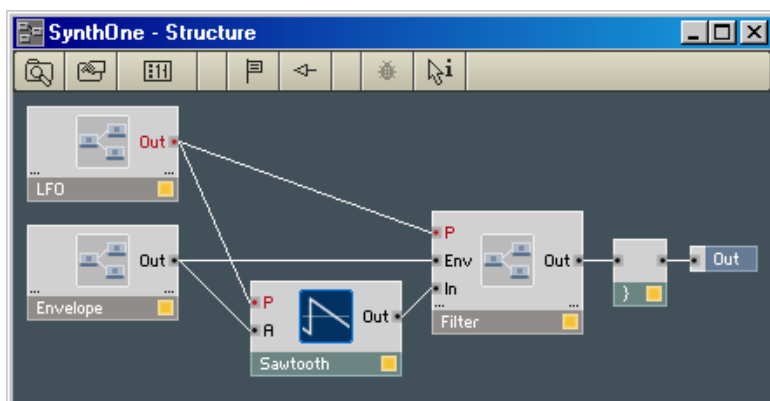 SynthOne - Structure
Out
LFO
Out
Envelope
P
A
Out
Sawtooth
P
Env
In
Out
Filter
}
Out